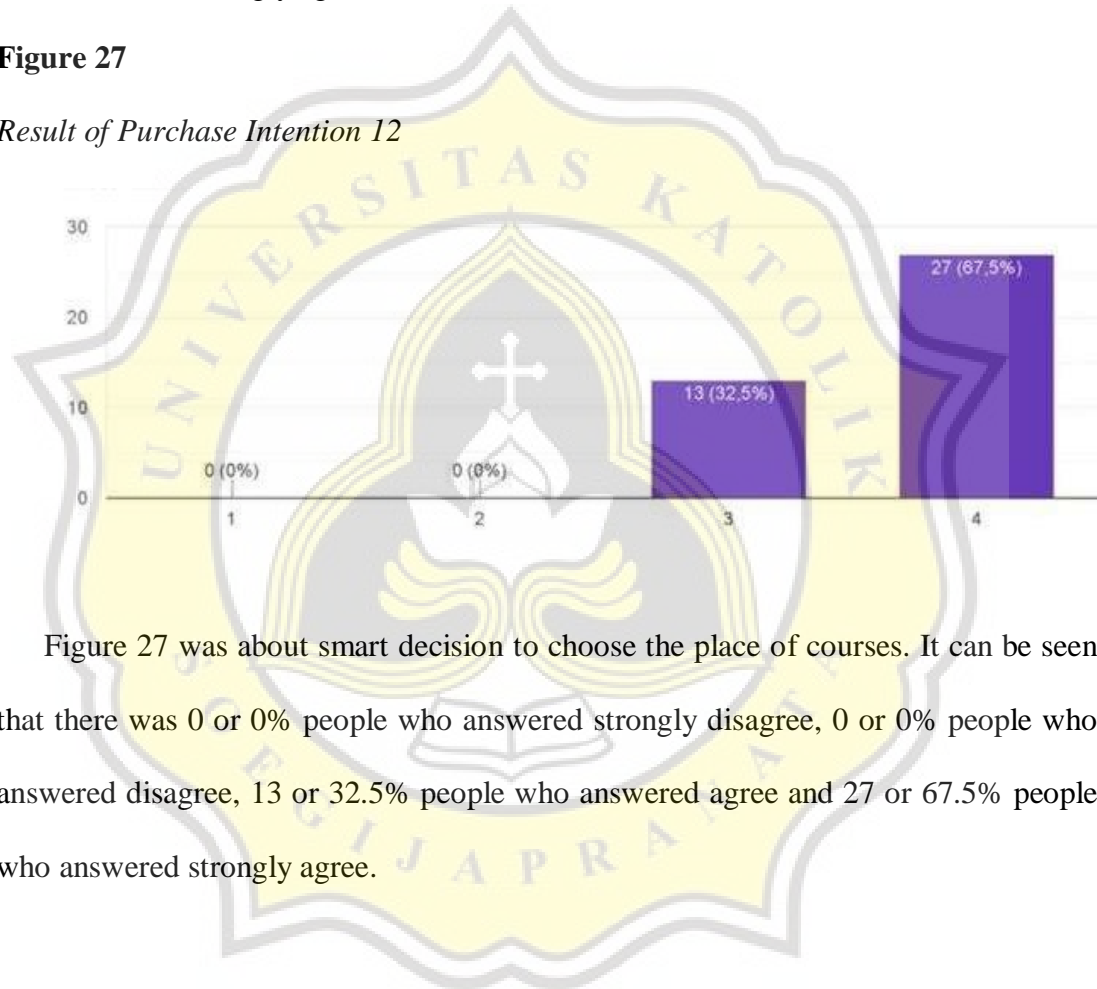 Figure 27
Result of Purchase Intention 12
UNIVERSITAS KATOLIK
30
27 (67,5%)
20
13 (32,5%)
10
0 (0%)
0 (0%)
0
1
2
3
4
Figure 27 was about smart decision to choose the place of courses. It can be seen
that there was 0 or 0% people who answered strongly disagree, 0 or 0% people who
answered disagree, 13 or 32.5% people who answered agree and 27 or 67.5% people
who answered strongly agree.
SOEGIJAPRANATA